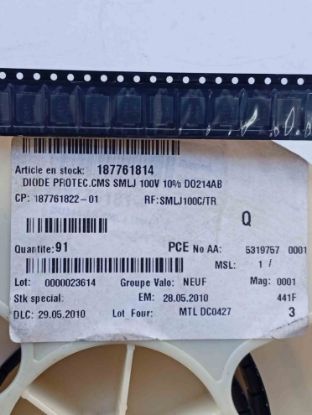 Article en stock: 187761814
DIODE PROTEC.CMS SMLJ 100V 10% DO214AB
CP: 187761822-01 RF:SMLJ100C/TR
Q
Quantite: 91 PCE No AA: 5319757 0001
MSL: 1 /
Lot: 0000023614 Groupe Valo: NEUF Mag: 0001
Stk special: EM: 28.05.2010 441F
DLC: 29.05.2010 Lot Four: MTL DC0427 3